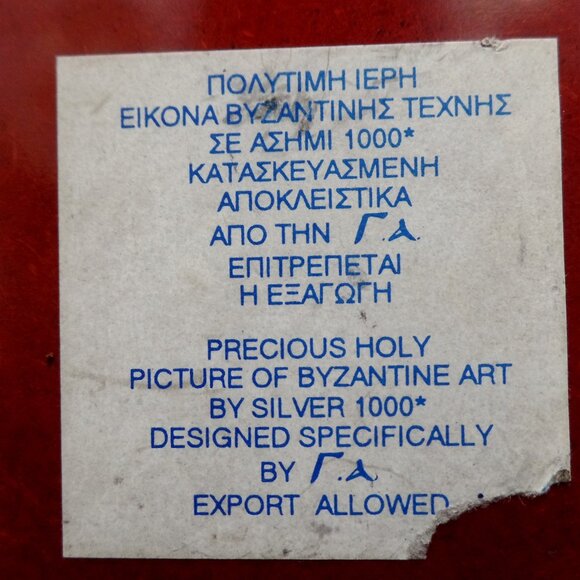 ΠΟΛΥΤΙΜΗ ΙΕΡΗ
ΕΙΚΟΝΑ ΒΥΖΑΝΤΙΝΗΣ ΤΕΧΝΗΣ
ΣΕ ΑΣΗΜΙ 1000*
ΚΑΤΑΣΚΕΥΑΣΜΕΝΗ
ΑΠΟΚΛΕΙΣΤΙΚΑ
ΑΠΟ ΤΗΝ Γ.Α.
ΕΠΙΤΡΕΠΕΤΑΙ
Η ΕΞΑΓΩΓΗ
PRECIOUS HOLY
PICTURE OF BYZANTINE ART
BY SILVER 1000*
DESIGNED SPECIFICALLY
BY Γ.Α.
EXPORT ALLOWED